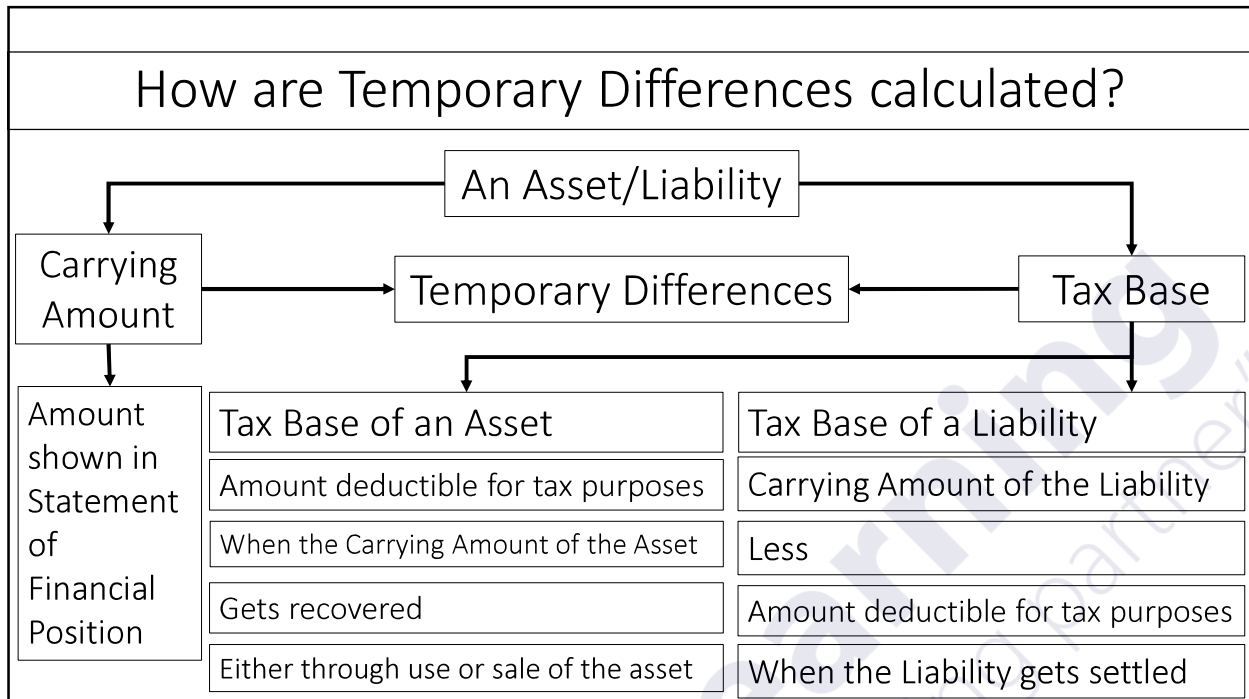 How are Temporary Differences calculated?
An Asset/Liability
Carrying
Amount
Temporary Differences
Tax Base
Amount
shown in
Statement
of
Financial
Position
Tax Base of an Asset
Amount deductible for tax purposes
When the Carrying Amount of the Asset
Gets recovered
Either through use or sale of the asset
Tax Base of a Liability
Carrying Amount of the Liability
Less
Amount deductible for tax purposes
When the Liability gets settled